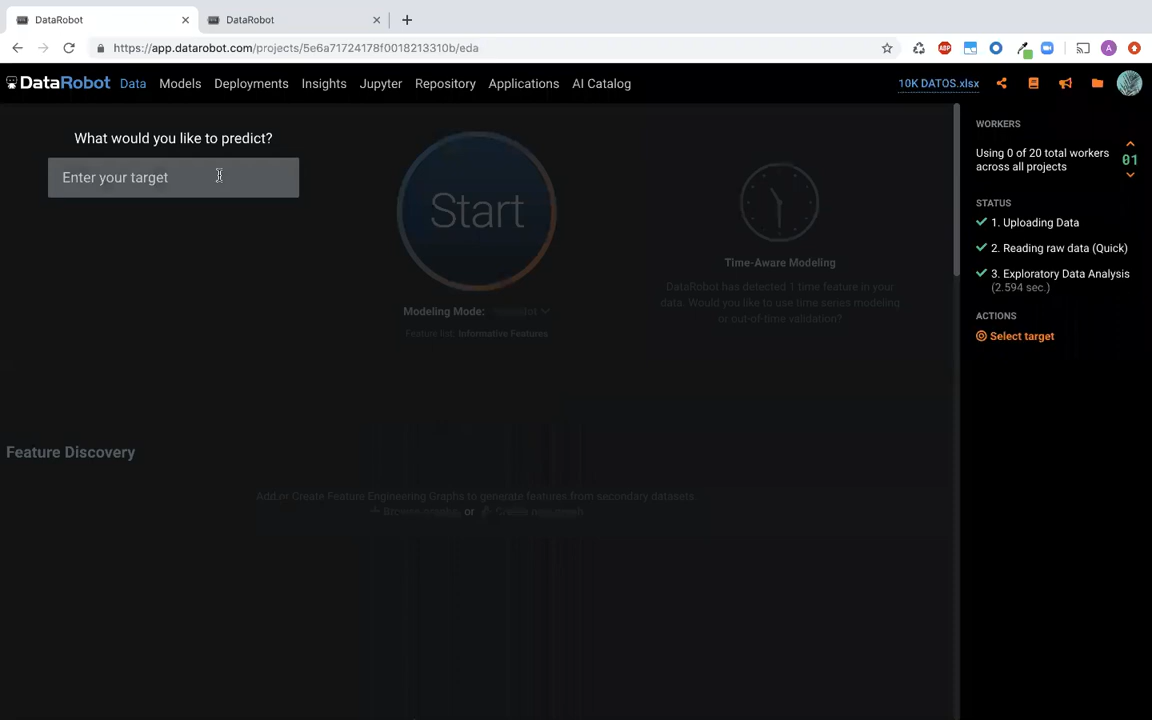 DataRobot
DataRobot
https://app.datarobot.com/projects/5e6a71724178f0018213310b/eda
ABP
A
DataRobot
Data
Models
Deployments
Insights
Jupyter
Repository
Applications
AI Catalog
10K DATOS.xlsx
What would you like to predict?
Enter your target
Start
Modeling Mode:
Feature list: Informative Features
Time-Aware Modeling
DataRobot has detected 1 time feature in your
data. Would you like to use time series modeling
or out-of-time validation?
Feature Discovery
Add or Create Feature Engineering Graphs to generate features from secondary datasets
Browse graphs, or Create new graph
WORKERS
Using 0 of 20 total workers
across all projects
01
STATUS
1. Uploading Data
2. Reading raw data (Quick)
3. Exploratory Data Analysis
(2.594 sec.)
ACTIONS
Select target